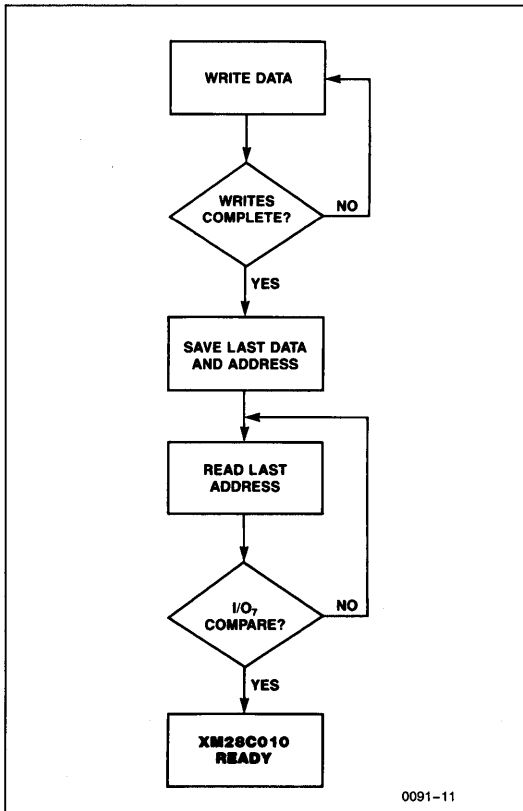 WRITE DATA
WRITES
COMPLETE?
NO
YES
SAVE LAST DATA
AND ADDRESS
READ LAST
ADDRESS
I/O₇
COMPARE?
NO
YES
XM28C010
READY
0091–11